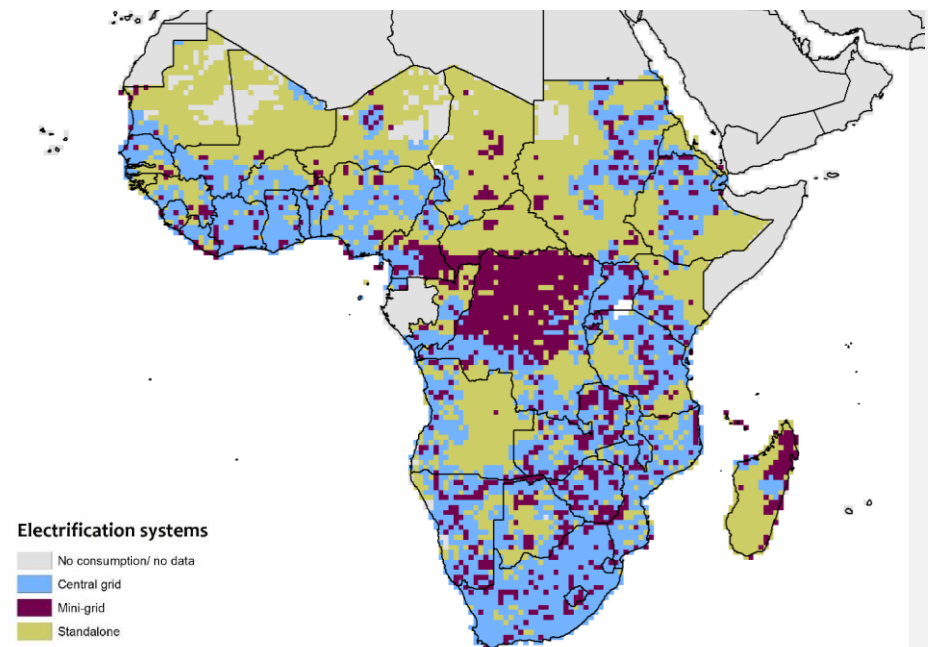 Electrification systems
No consumption/ no data
Central grid
Mini-grid
Standalone